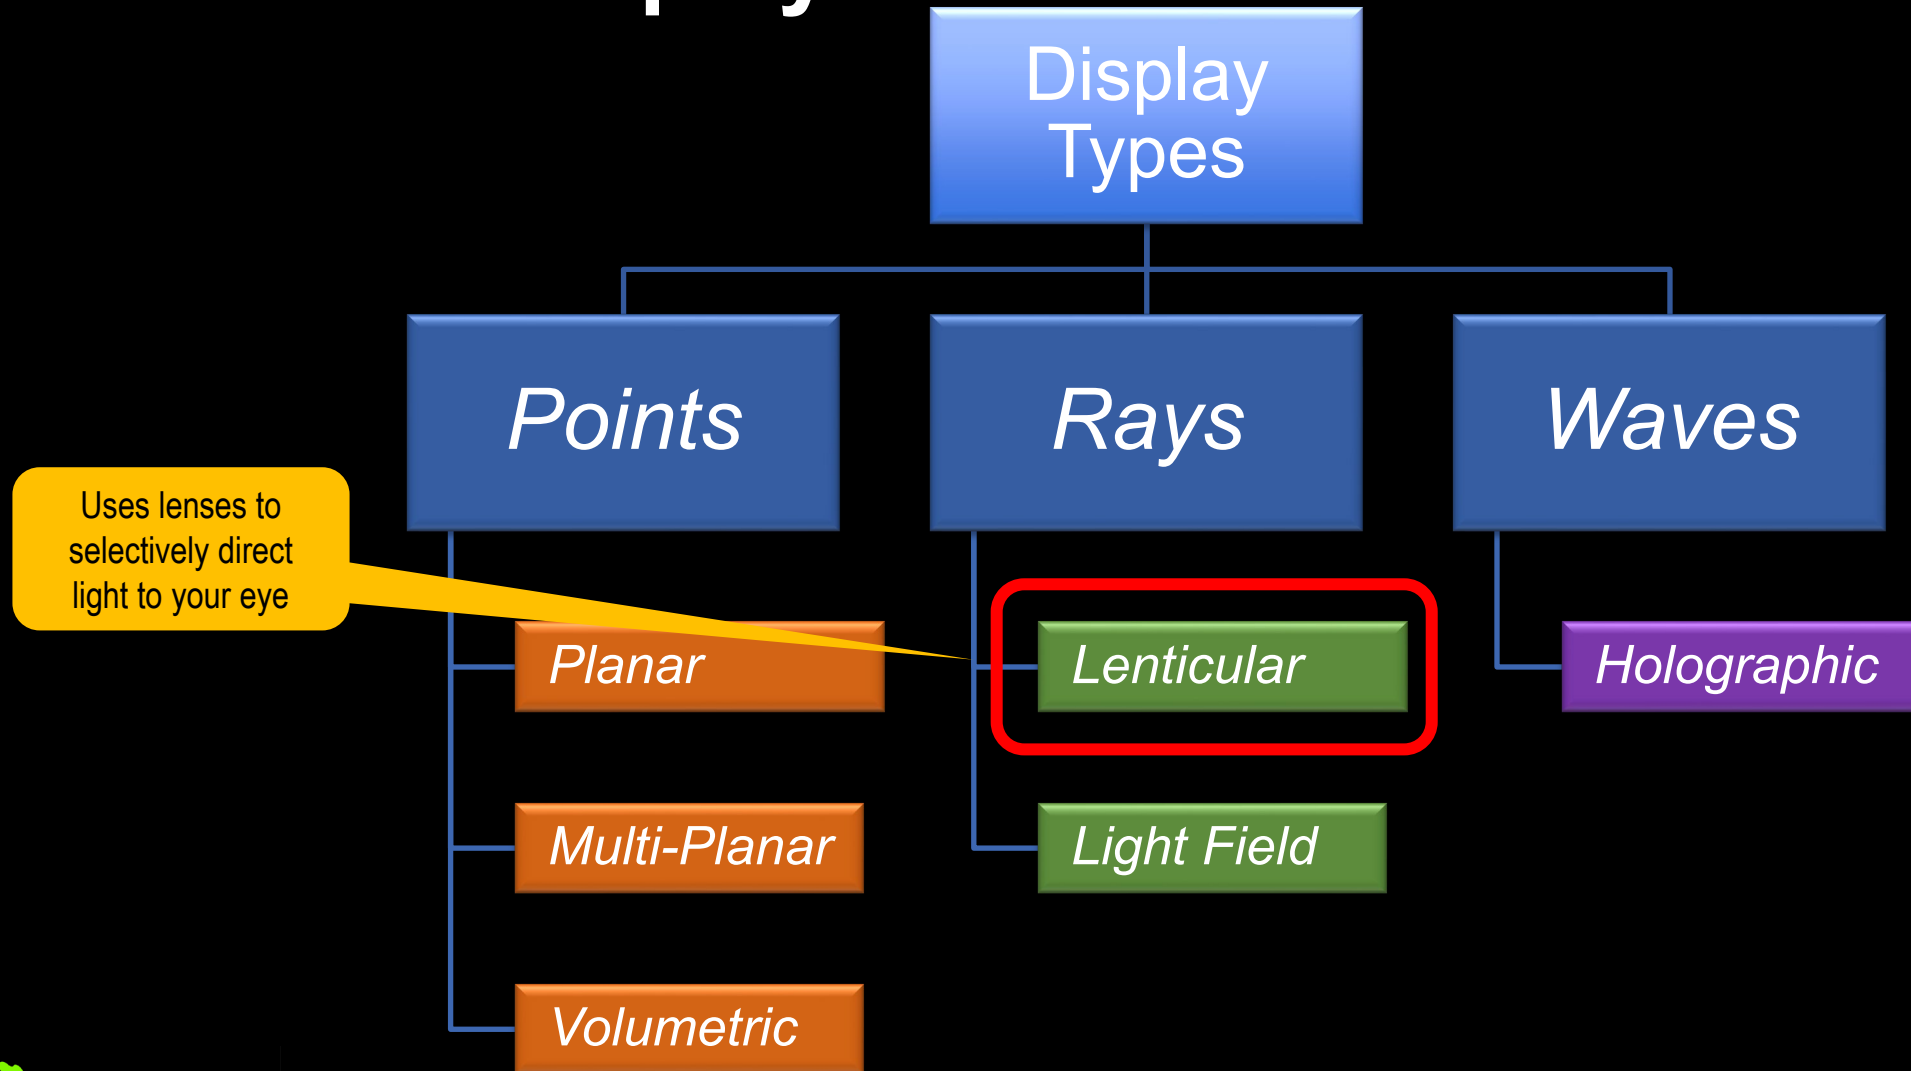 Display
Types
Points
Rays
Waves
Uses lenses to
selectively direct
light to your eye
Planar
Lenticular
Holographic
Multi-Planar
Light Field
Volumetric